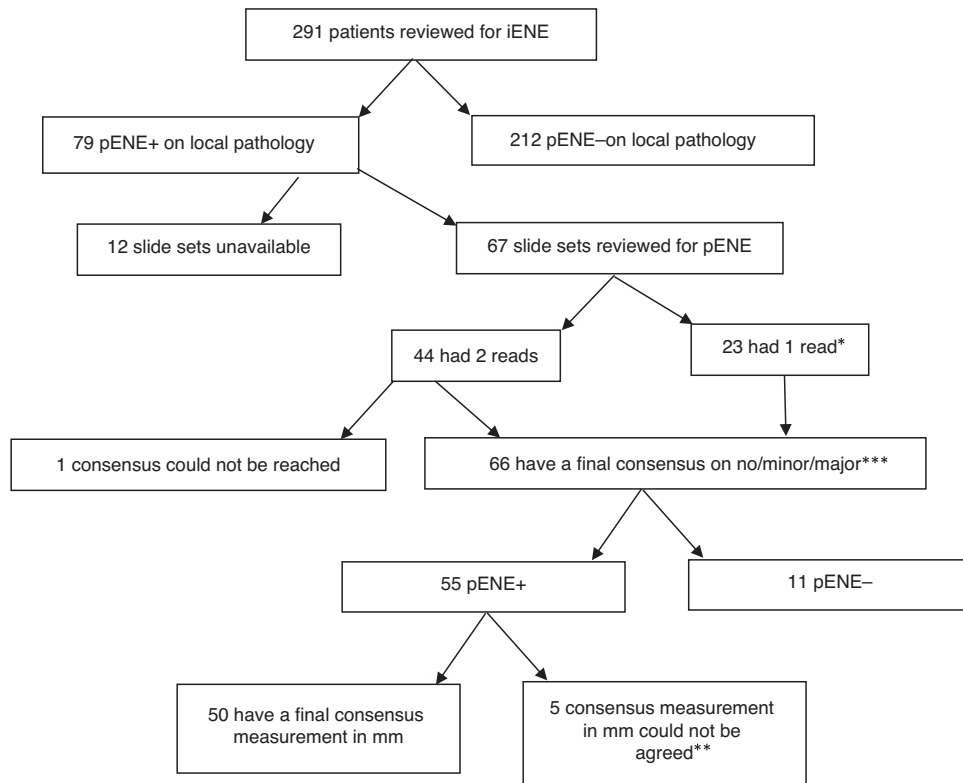 291 patients reviewed for iENE
79 pENE+ on local pathology
212 pENE–on local pathology
12 slide sets unavailable
67 slide sets reviewed for pENE
44 had 2 reads
23 had 1 read*
1 consensus could not be reached
66 have a final consensus on no/minor/major***
55 pENE+
11 pENE–
50 have a final consensus
measurement in mm
5 consensus measurement
in mm could not be
agreed**